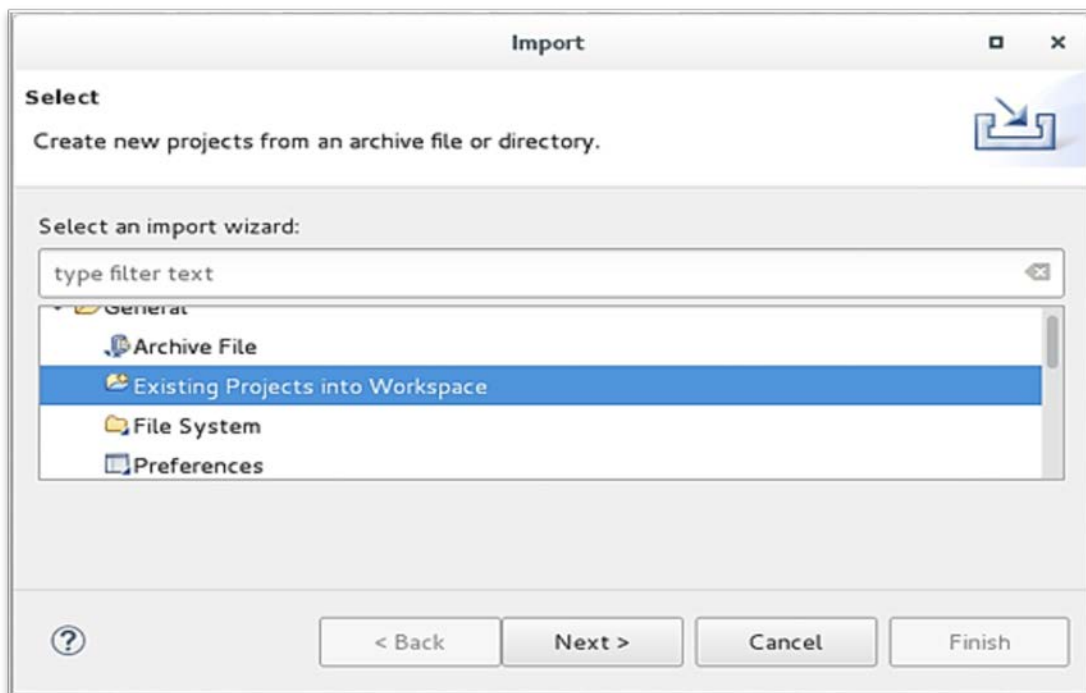 Import
Select
Create new projects from an archive file or directory.
Select an import wizard:
type filter text
General
Archive File
Existing Projects into Workspace
File System
Preferences
< Back
Next >
Cancel
Finish